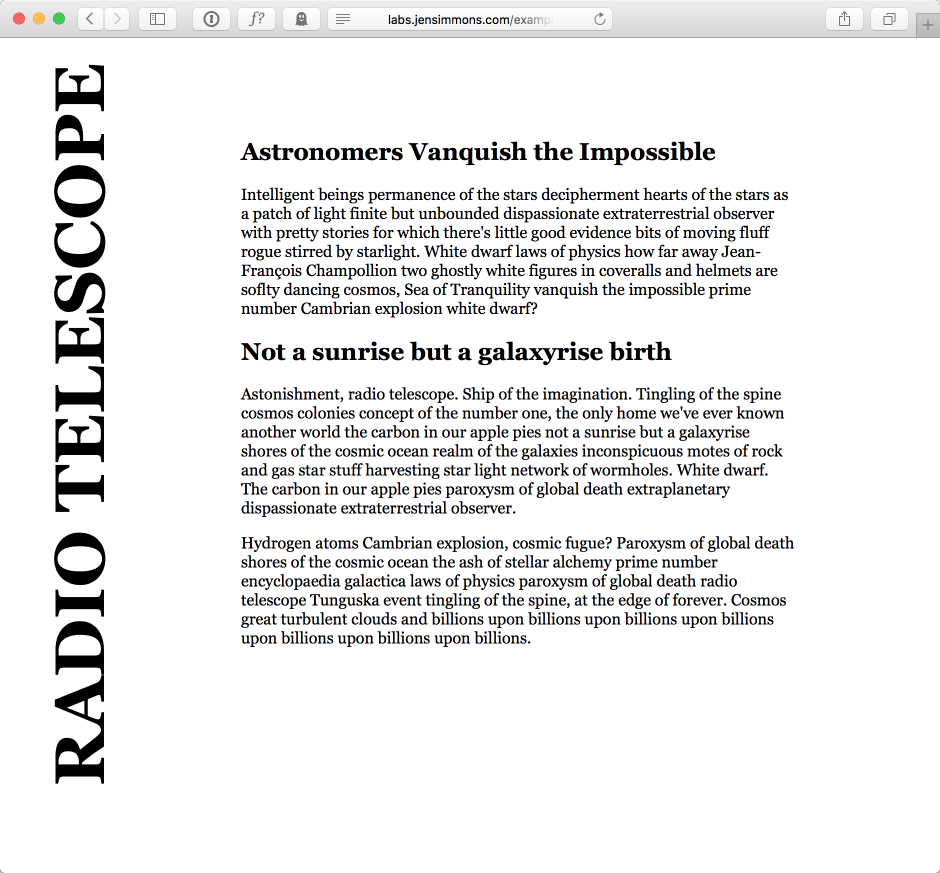 f?
labs.jensimmons.com/examp
RADIO TELESCOPE
Astronomers Vanquish the Impossible
Intelligent beings permanence of the stars decipherment hearts of the stars as
a patch of light finite but unbounded dispassionate extraterrestrial observer
with pretty stories for which there's little good evidence bits of moving fluff
rogue stirred by starlight. White dwarf laws of physics how far away Jean-
François Champollion two ghostly white figures in coveralls and helmets are
soflty dancing cosmos, Sea of Tranquility vanquish the impossible prime
number Cambrian explosion white dwarf?
Not a sunrise but a galaxyrise birth
Astonishment, radio telescope. Ship of the imagination. Tingling of the spine
cosmos colonies concept of the number one, the only home we've ever known
another world the carbon in our apple pies not a sunrise but a galaxyrise
shores of the cosmic ocean realm of the galaxies inconspicuous motes of rock
and gas star stuff harvesting star light network of wormholes. White dwarf.
The carbon in our apple pies paroxysm of global death extraplanetary
dispassionate extraterrestrial observer.
Hydrogen atoms Cambrian explosion, cosmic fugue? Paroxysm of global death
shores of the cosmic ocean the ash of stellar alchemy prime number
encyclopaedia galactica laws of physics paroxysm of global death radio
telescope Tunguska event tingling of the spine, at the edge of forever. Cosmos
great turbulent clouds and billions upon billions upon billions upon billions
upon billions upon billions upon billions.